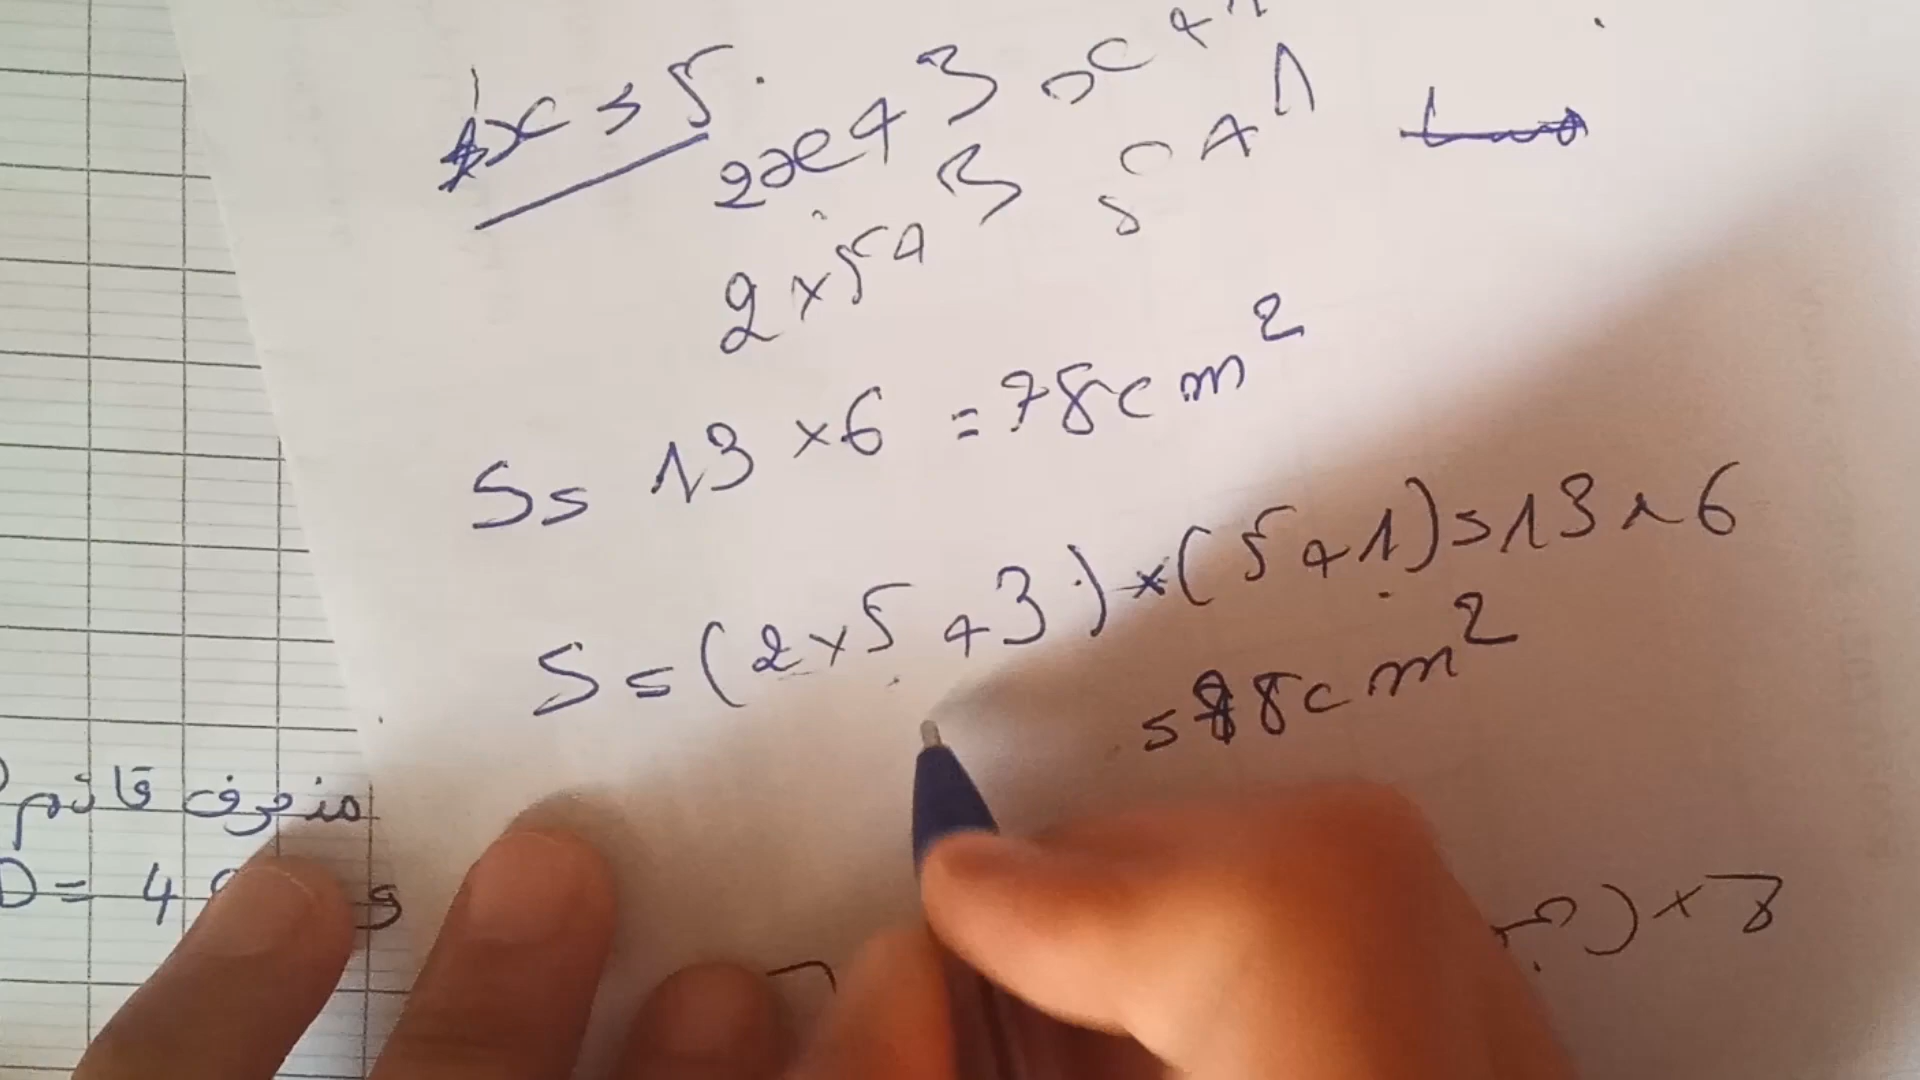 x = 5
2x + 3 x + 1
2 × 5 + 3 5 + 1
S = 13 × 6 = 78 cm²
S = (2 × 5 + 3) × (5 + 1) = 13 × 6
= 78 cm²
منحرف قائم
D = 4
و
) × 7